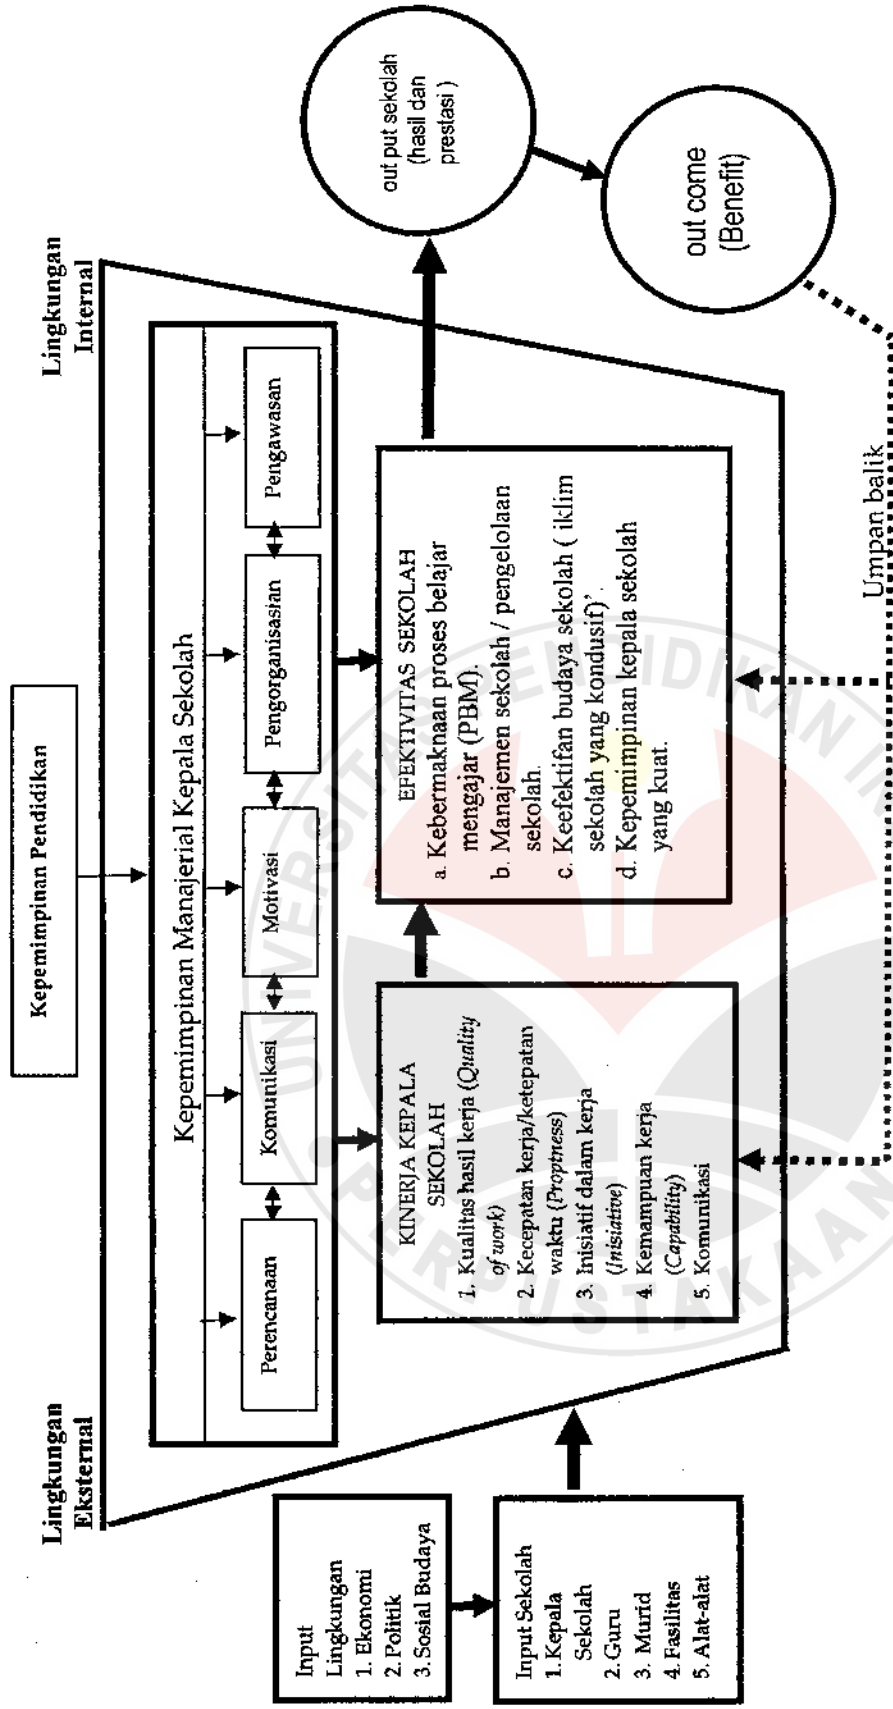 Kepemimpinan Pendidikan
Lingkungan
Eksternal
Lingkungan
Internal
Kepemimpinan Manajerial Kepala Sekolah
Perencanaan
Komunikasi
Motivasi
Pengorganisasian
Pengawasan
Input
Lingkungan
1. Ekonomi
2. Politik
3. Sosial Budaya
Input Sekolah
1. Kepala
Sekolah
2. Guru
3. Murid
4. Fasilitas
5. Alat-alat
KINERJA KEPALA
SEKOLAH
1. Kualitas hasil kerja (Quality
of work)
2. Kecepatan kerja/ketepatan
waktu (Proptness)
3. Inisiatif dalam kerja
(Inisiative)
4. Kemampuan kerja
(Capability)
5. Komunikasi
EFEKTIVITAS SEKOLAH
a. Kebermaknaan proses belajar
mengajar (PBM).
b. Manajemen sekolah / pengelolaan
sekolah.
c. Keefektifan budaya sekolah ( iklim
sekolah yang kondusif)'.
d. Kepemimpinan kepala sekolah
yang kuat.
out put sekolah
(hasil dan
prestasi )
out come
(Benefit)
Umpan balik
UNIVERSITAS PENDIDIKAN IN
PERPUSTAKAAN